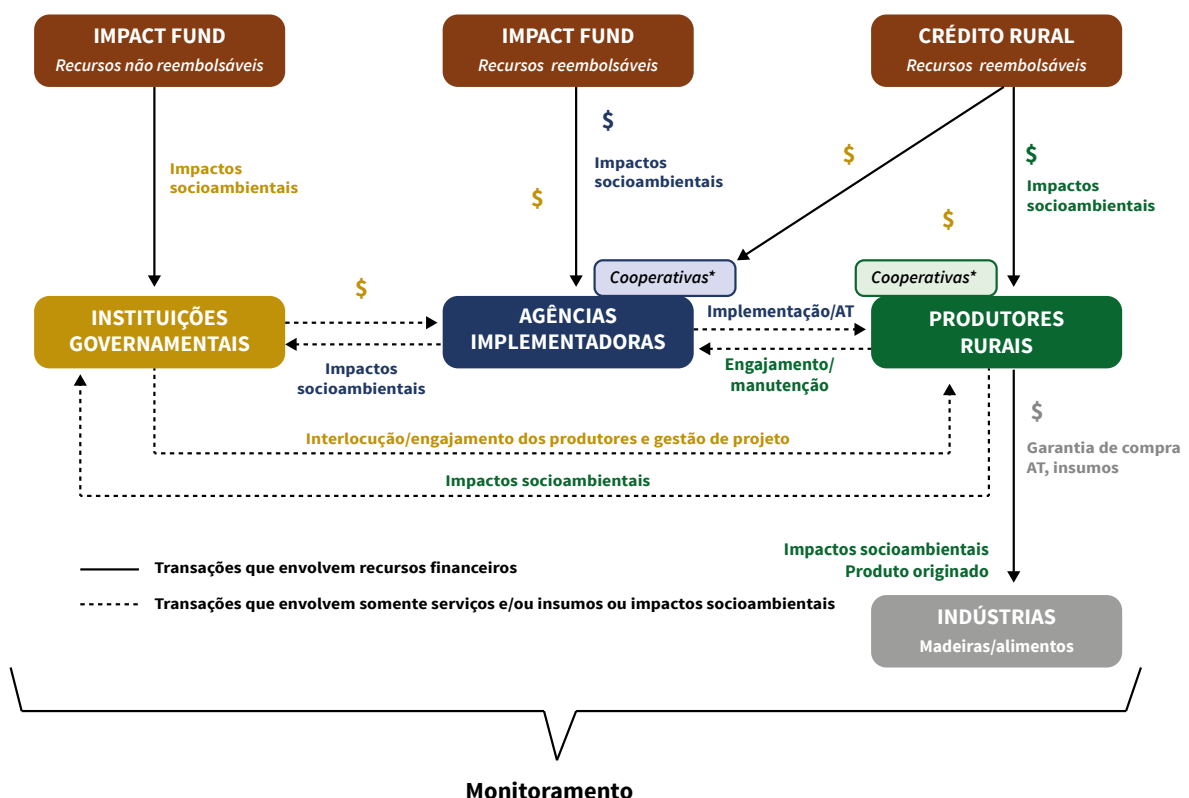 IMPACT FUND
Recursos não reembolsáveis
IMPACT FUND
Recursos reembolsáveis
CRÉDITO RURAL
Recursos reembolsáveis
$
Impactos
socioambientais
$
Impactos
socioambientais
$
$
Impactos
socioambientais
$
$
Cooperativas*
Cooperativas*
INSTITUIÇÕES
GOVERNAMENTAIS
$
Impactos
socioambientais
AGÊNCIAS
IMPLEMENTADORAS
Implementação/AT
Engajamento/
manutenção
PRODUTORES
RURAIS
$
Garantia de compra
AT, insumos
Interlocução/engajamento dos produtores e gestão de projeto
Impactos socioambientais
Impactos socioambientais
Produto originado
Transações que envolvem recursos financeiros
Transações que envolvem somente serviços e/ou insumos ou impactos socioambientais
INDÚSTRIAS
Madeiras/alimentos
Monitoramento